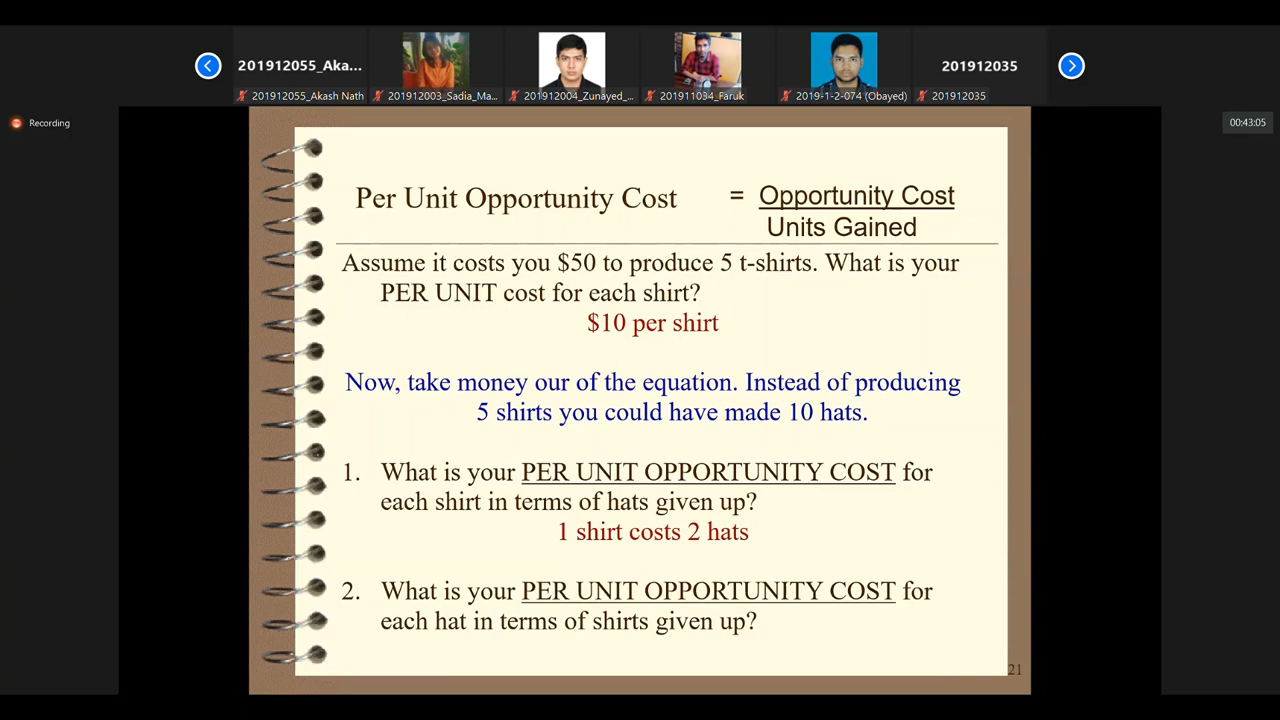 201912055_Aka...
201912035
201912055_Akash Nath
201912003_Sadia_Ma...
201912004_Zunayed_...
201911034_Faruk
2019-1-2-074 (Obayed)
201912035
Recording
00:43:05
Per Unit Opportunity Cost = Opportunity Cost
Units Gained
Assume it costs you $50 to produce 5 t-shirts. What is your
PER UNIT cost for each shirt?
$10 per shirt
Now, take money our of the equation. Instead of producing
5 shirts you could have made 10 hats.
1. What is your PER UNIT OPPORTUNITY COST for
each shirt in terms of hats given up?
1 shirt costs 2 hats
2. What is your PER UNIT OPPORTUNITY COST for
each hat in terms of shirts given up?
21